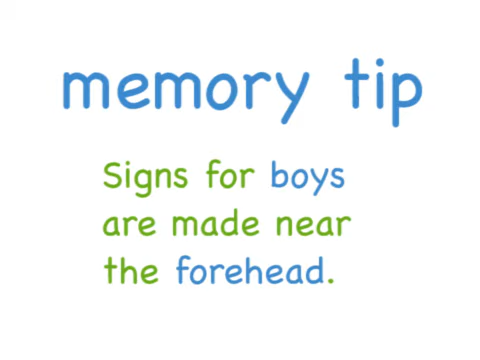 memory tip
Signs for boys
are made near
the forehead.